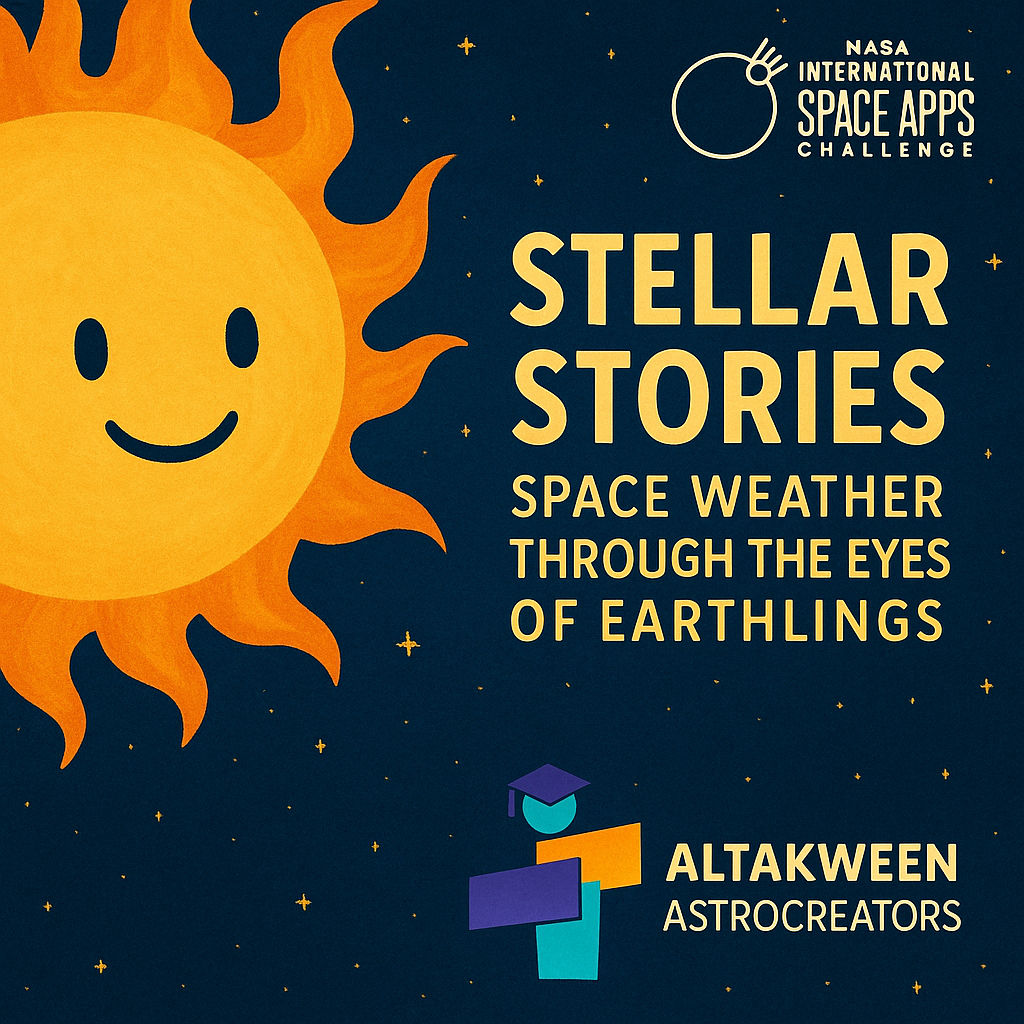 NASA
INTERNATTONAL
SPACE APPS
CHALLENGE
STELLAR
STORIES
SPACE WEATHER
THROUGH THE EYES
OF EARTHLINGS
ALTAKWEEN
ASTROCREATORS